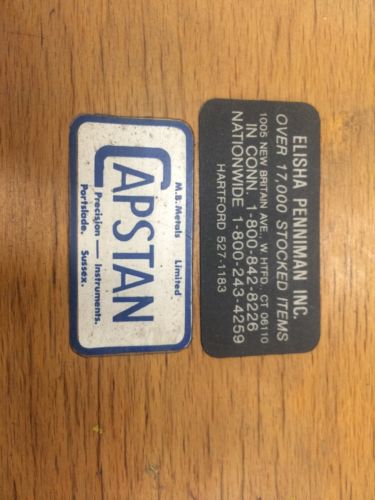 M.B. Metals Limited
CAPSTAN
Precision — Instruments.
Portslade. Sussex.
ELISHA PENNIMAN INC.
OVER 17,000 STOCKED ITEMS
1005 NEW BRITAIN AVE., W. HTFD., CT 06110
IN CONN. 1-800-842-8226
NATIONWIDE 1-800-243-4259
HARTFORD 527-1183